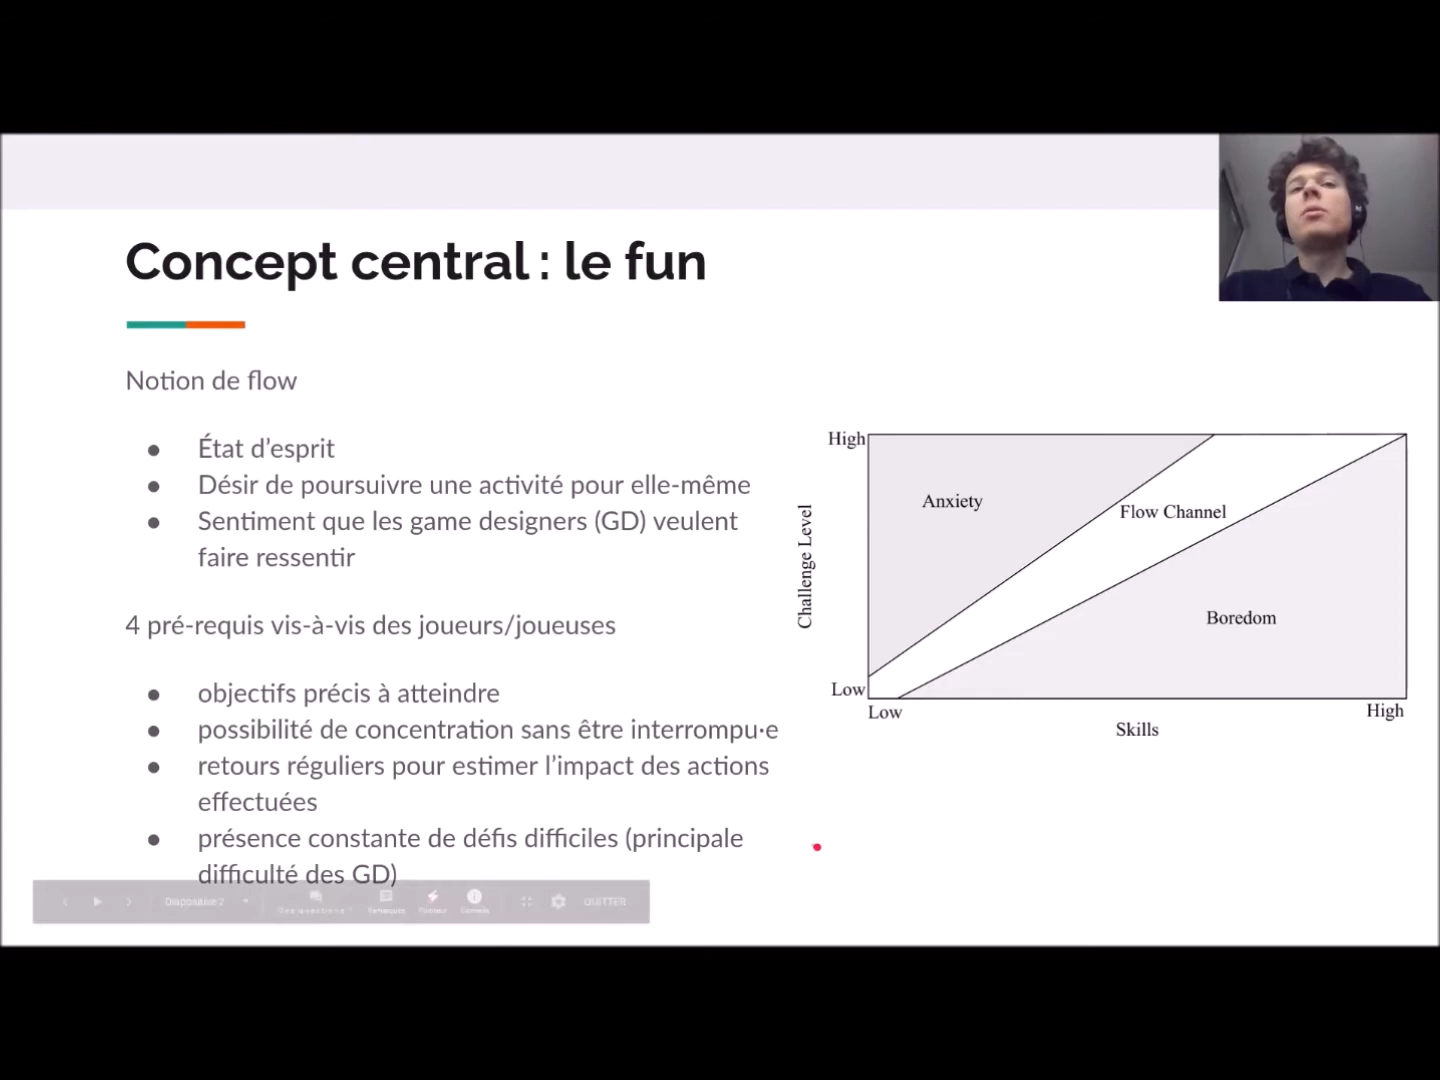 Concept central : le fun
Notion de flow
● État d’esprit
● Désir de poursuivre une activité pour elle-même
● Sentiment que les game designers (GD) veulent
faire ressentir
4 pré-requis vis-à-vis des joueurs/joueuses
● objectifs précis à atteindre
● possibilité de concentration sans être interrompu·e
● retours réguliers pour estimer l’impact des actions
effectuées
● présence constante de défis difficiles (principale
difficulté des GD)
High
Anxiety
Flow Channel
Challenge Level
Boredom
Low
Low
High
Skills
Diapositive 2
QUITTER